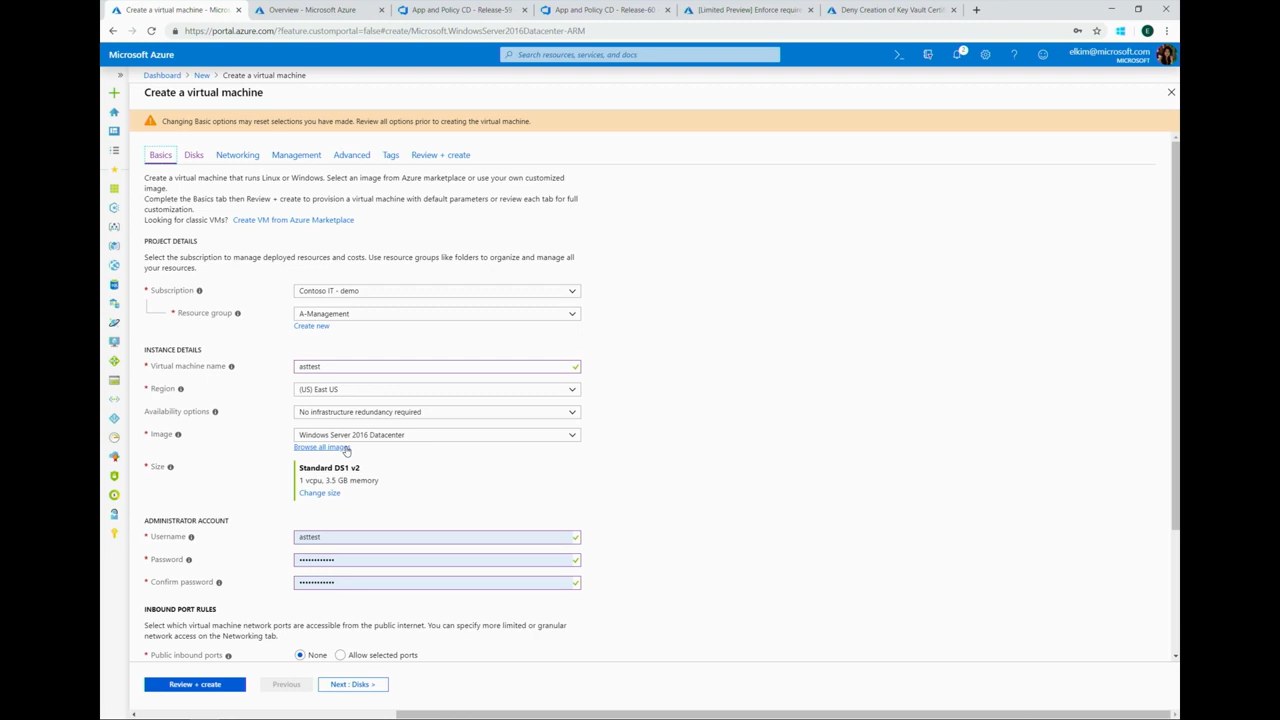 Create a virtual machine - Micros
Overview - Microsoft Azure
App and Policy CD - Release-59
App and Policy CD - Release-60
[Limited Preview] Enforce require
Deny Creation of Key Vault Certif
https://portal.azure.com/?feature.customportal=false#create/Microsoft.WindowsServer2016Datacenter-ARM
E
Microsoft Azure
Search resources, services, and docs
2
elkim@microsoft.com
MICROSOFT
Dashboard
New
Create a virtual machine
Create a virtual machine
Changing Basic options may reset selections you have made. Review all options prior to creating the virtual machine.
Basics Disks Networking Management Advanced Tags Review + create
Create a virtual machine that runs Linux or Windows. Select an image from Azure marketplace or use your own customized
image.
Complete the Basics tab then Review + create to provision a virtual machine with default parameters or review each tab for full
customization.
Looking for classic VMs? Create VM from Azure Marketplace
PROJECT DETAILS
Select the subscription to manage deployed resources and costs. Use resource groups like folders to organize and manage all
your resources.
* Subscription Contoso IT - demo
* Resource group A-Management
Create new
INSTANCE DETAILS
* Virtual machine name asttest
* Region (US) East US
Availability options No infrastructure redundancy required
* Image Windows Server 2016 Datacenter
Browse all images
* Size Standard DS1 v2
1 vcpu, 3.5 GB memory
Change size
ADMINISTRATOR ACCOUNT
* Username asttest
* Password ••••••••••••
* Confirm password ••••••••••••
INBOUND PORT RULES
Select which virtual machine network ports are accessible from the public internet. You can specify more limited or granular
network access on the Networking tab.
* Public inbound ports None Allow selected ports
Review + create Previous Next : Disks >